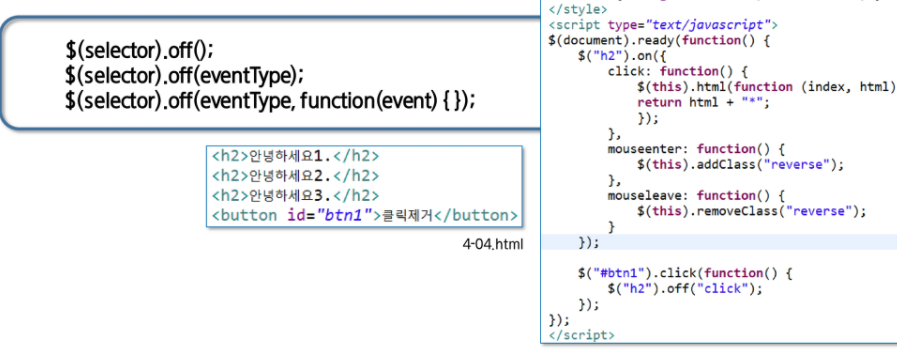 $(selector).off();
$(selector).off(eventType);
$(selector).off(eventType, function(event) { });
<h2>안녕하세요1.</h2>
<h2>안녕하세요2.</h2>
<h2>안녕하세요3.</h2>
<button id="btn1">클릭제거</button>
4-04.html
</style>
<script type="text/javascript">
$(document).ready(function() {
$("h2").on({
click: function() {
$(this).html(function (index, html)
return html + "*";
});
},
mouseenter: function() {
$(this).addClass("reverse");
},
mouseleave: function() {
$(this).removeClass("reverse");
}
});
$("#btn1").click(function() {
$("h2").off("click");
});
});
</script>